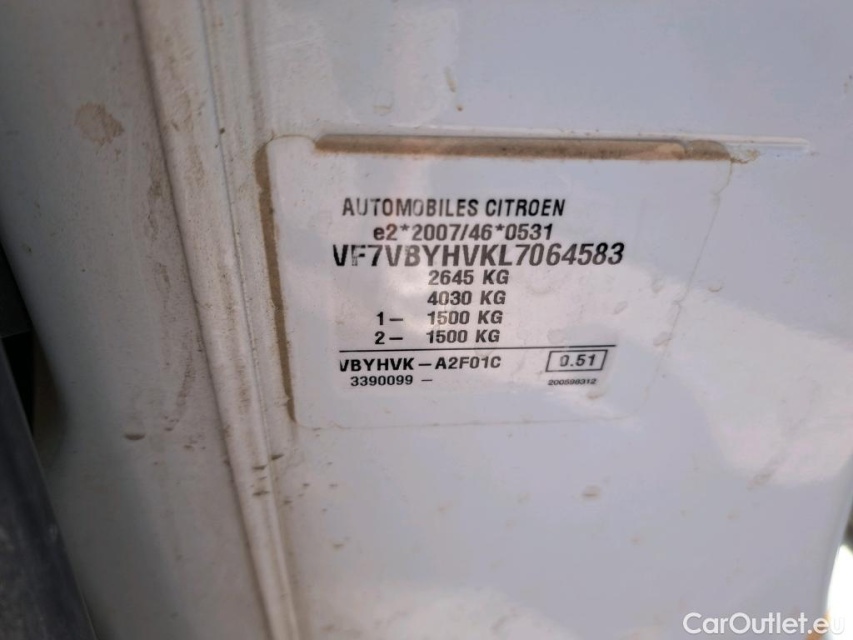 AUTOMOBILES CITROEN
e2*2007/46*0531
VF7VBYHVKL7064583
2645 KG
4030 KG
1- 1500 KG
2- 1500 KG
VBYHVK-A2F01C 0.51
3390099 -
CarOutlet.eu